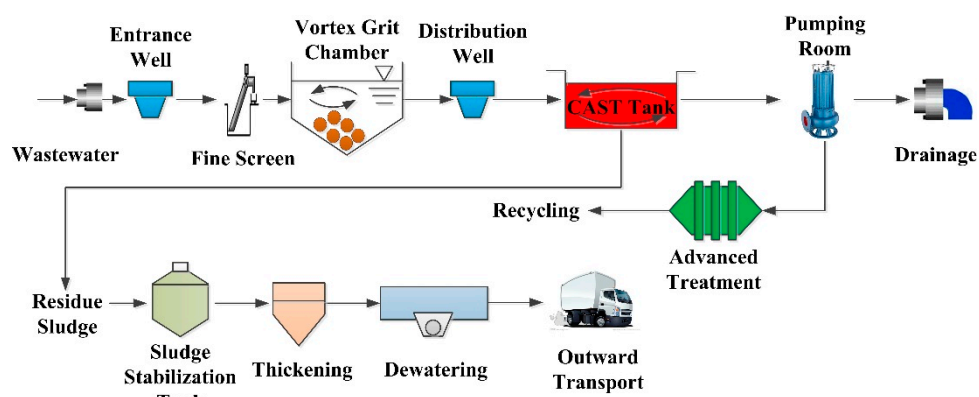 Entrance
Well
Vortex Grit
Chamber
Distribution
Well
Pumping
Room
CAST Tank
Wastewater
Fine Screen
Drainage
Recycling
Advanced
Treatment
Residue
Sludge
Sludge
Stabilization
Thickening
Dewatering
Outward
Transport